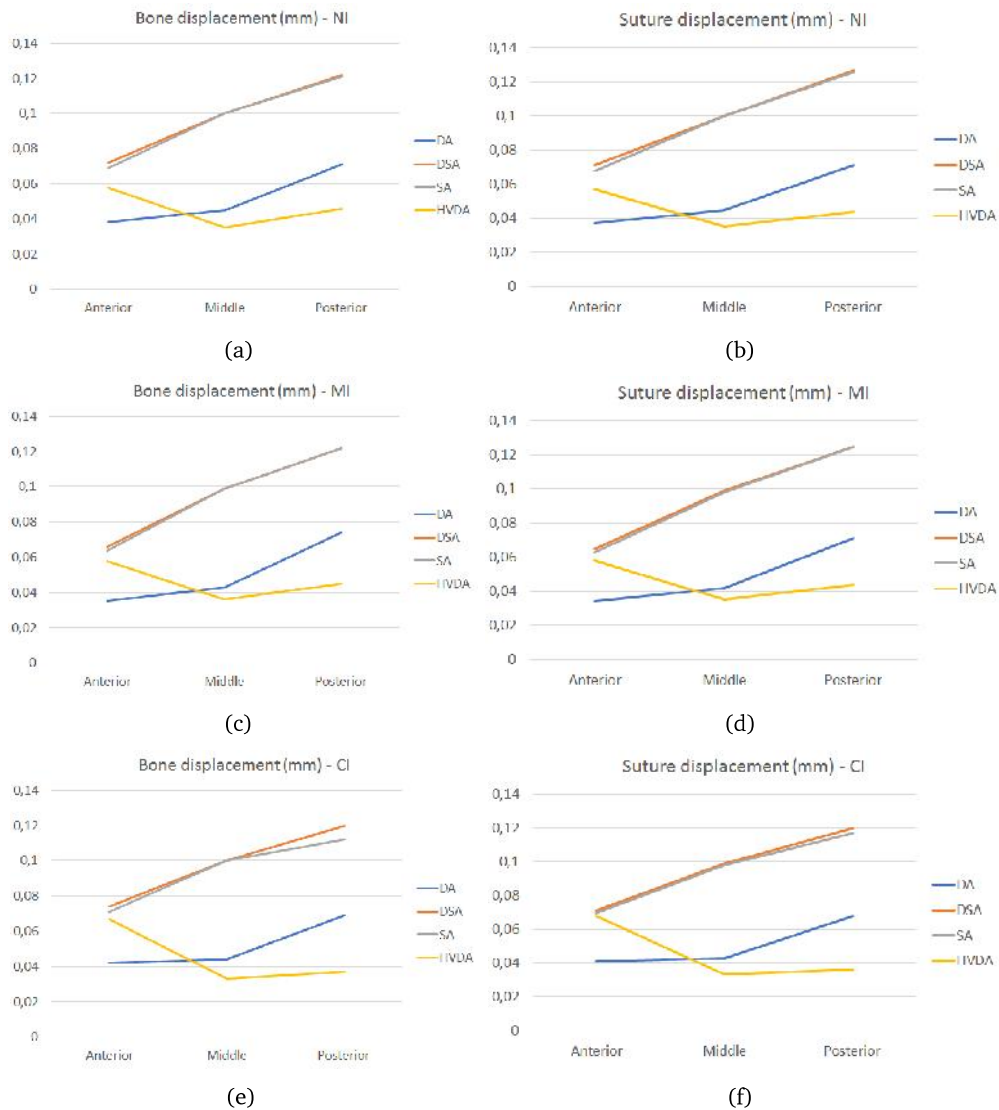 Bone displacement (mm) - NI
0,14
0,12
0,1
0,08
0,06
0,04
0,02
0
Anterior Middle Posterior
DA
DSA
SA
HVDA
(a)
Suture displacement (mm) - NI
0,14
0,12
0,1
0,08
0,06
0,04
0,02
0
Anterior Middle Posterior
DA
DSA
SA
HVDA
(b)
Bone displacement (mm) - MI
0,14
0,12
0,1
0,08
0,06
0,04
0,02
0
Anterior Middle Posterior
DA
DSA
SA
HVDA
(c)
Suture displacement (mm) - MI
0,14
0,12
0,1
0,08
0,06
0,04
0,02
0
Anterior Middle Posterior
DA
DSA
SA
HVDA
(d)
Bone displacement (mm) - CI
0,14
0,12
0,1
0,08
0,06
0,04
0,02
0
Anterior Middle Posterior
DA
DSA
SA
HVDA
(e)
Suture displacement (mm) - CI
0,14
0,12
0,1
0,08
0,06
0,04
0,02
0
Anterior Middle Posterior
DA
DSA
SA
HVDA
(f)